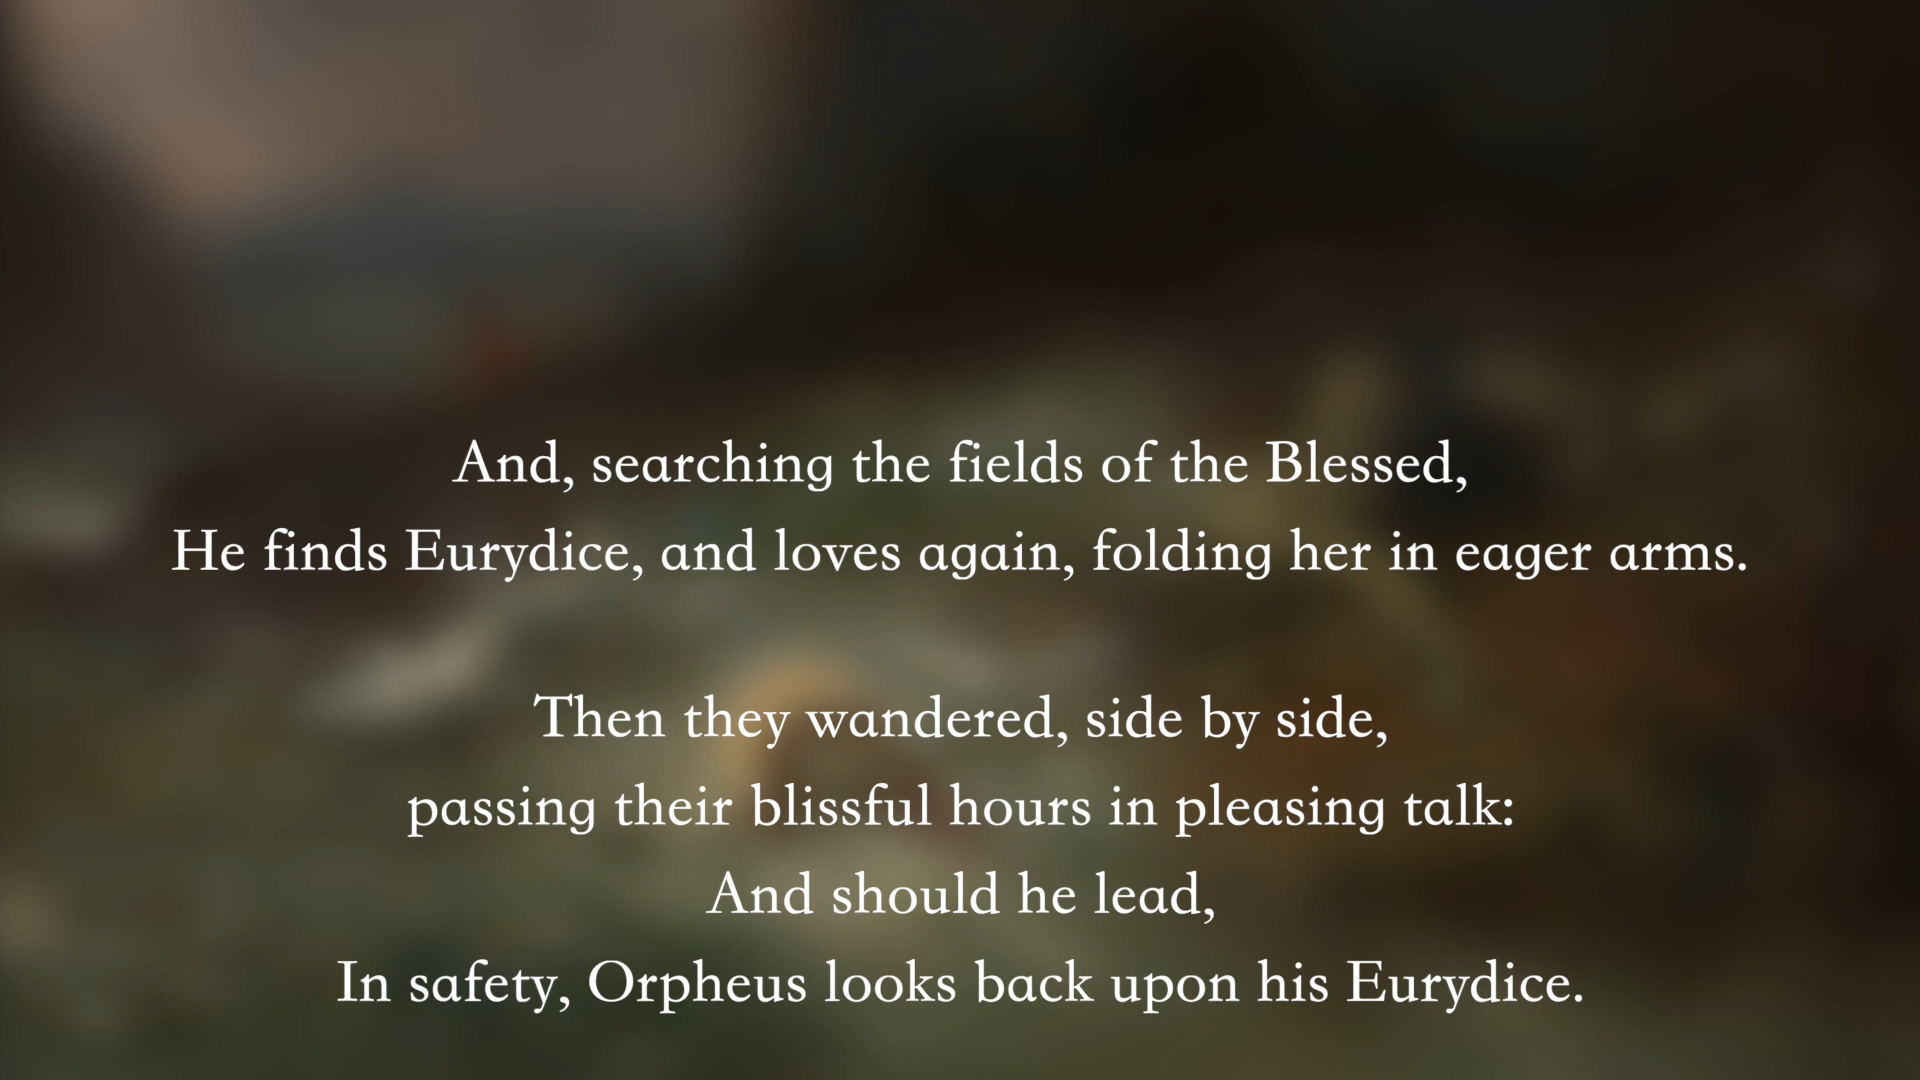 And, searching the fields of the Blessed,
He finds Eurydice, and loves again, folding her in eager arms.
Then they wandered, side by side,
passing their blissful hours in pleasing talk:
And should he lead,
In safety, Orpheus looks back upon his Eurydice.